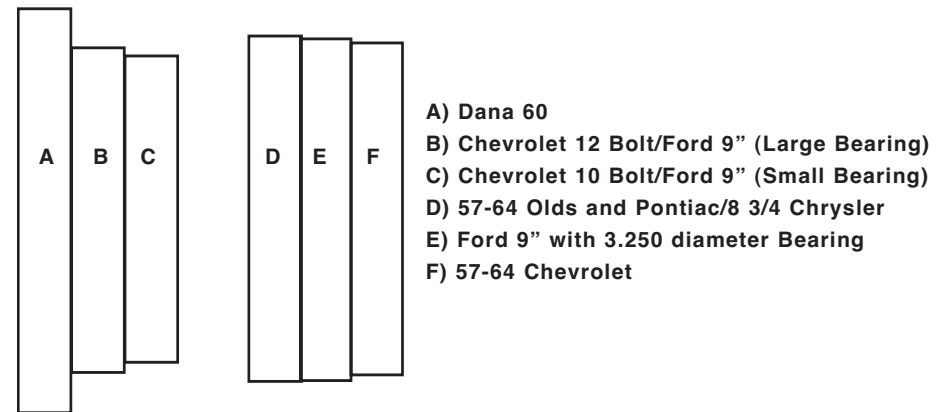 A B C D E F
A) Dana 60
B) Chevrolet 12 Bolt/Ford 9” (Large Bearing)
C) Chevrolet 10 Bolt/Ford 9” (Small Bearing)
D) 57-64 Olds and Pontiac/8 3/4 Chrysler
E) Ford 9” with 3.250 diameter Bearing
F) 57-64 Chevrolet